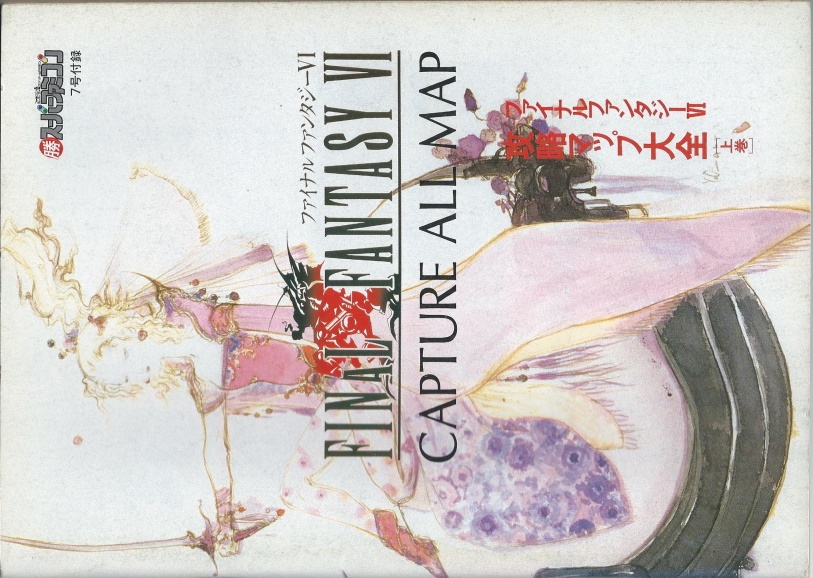 勝 スーパーファミコン
7号付録
ファイナルファンタジーVI
FINAL FANTASY VI
CAPTURE ALL MAP
ファイナルファンタジーVI
攻略マップ大全[上巻]